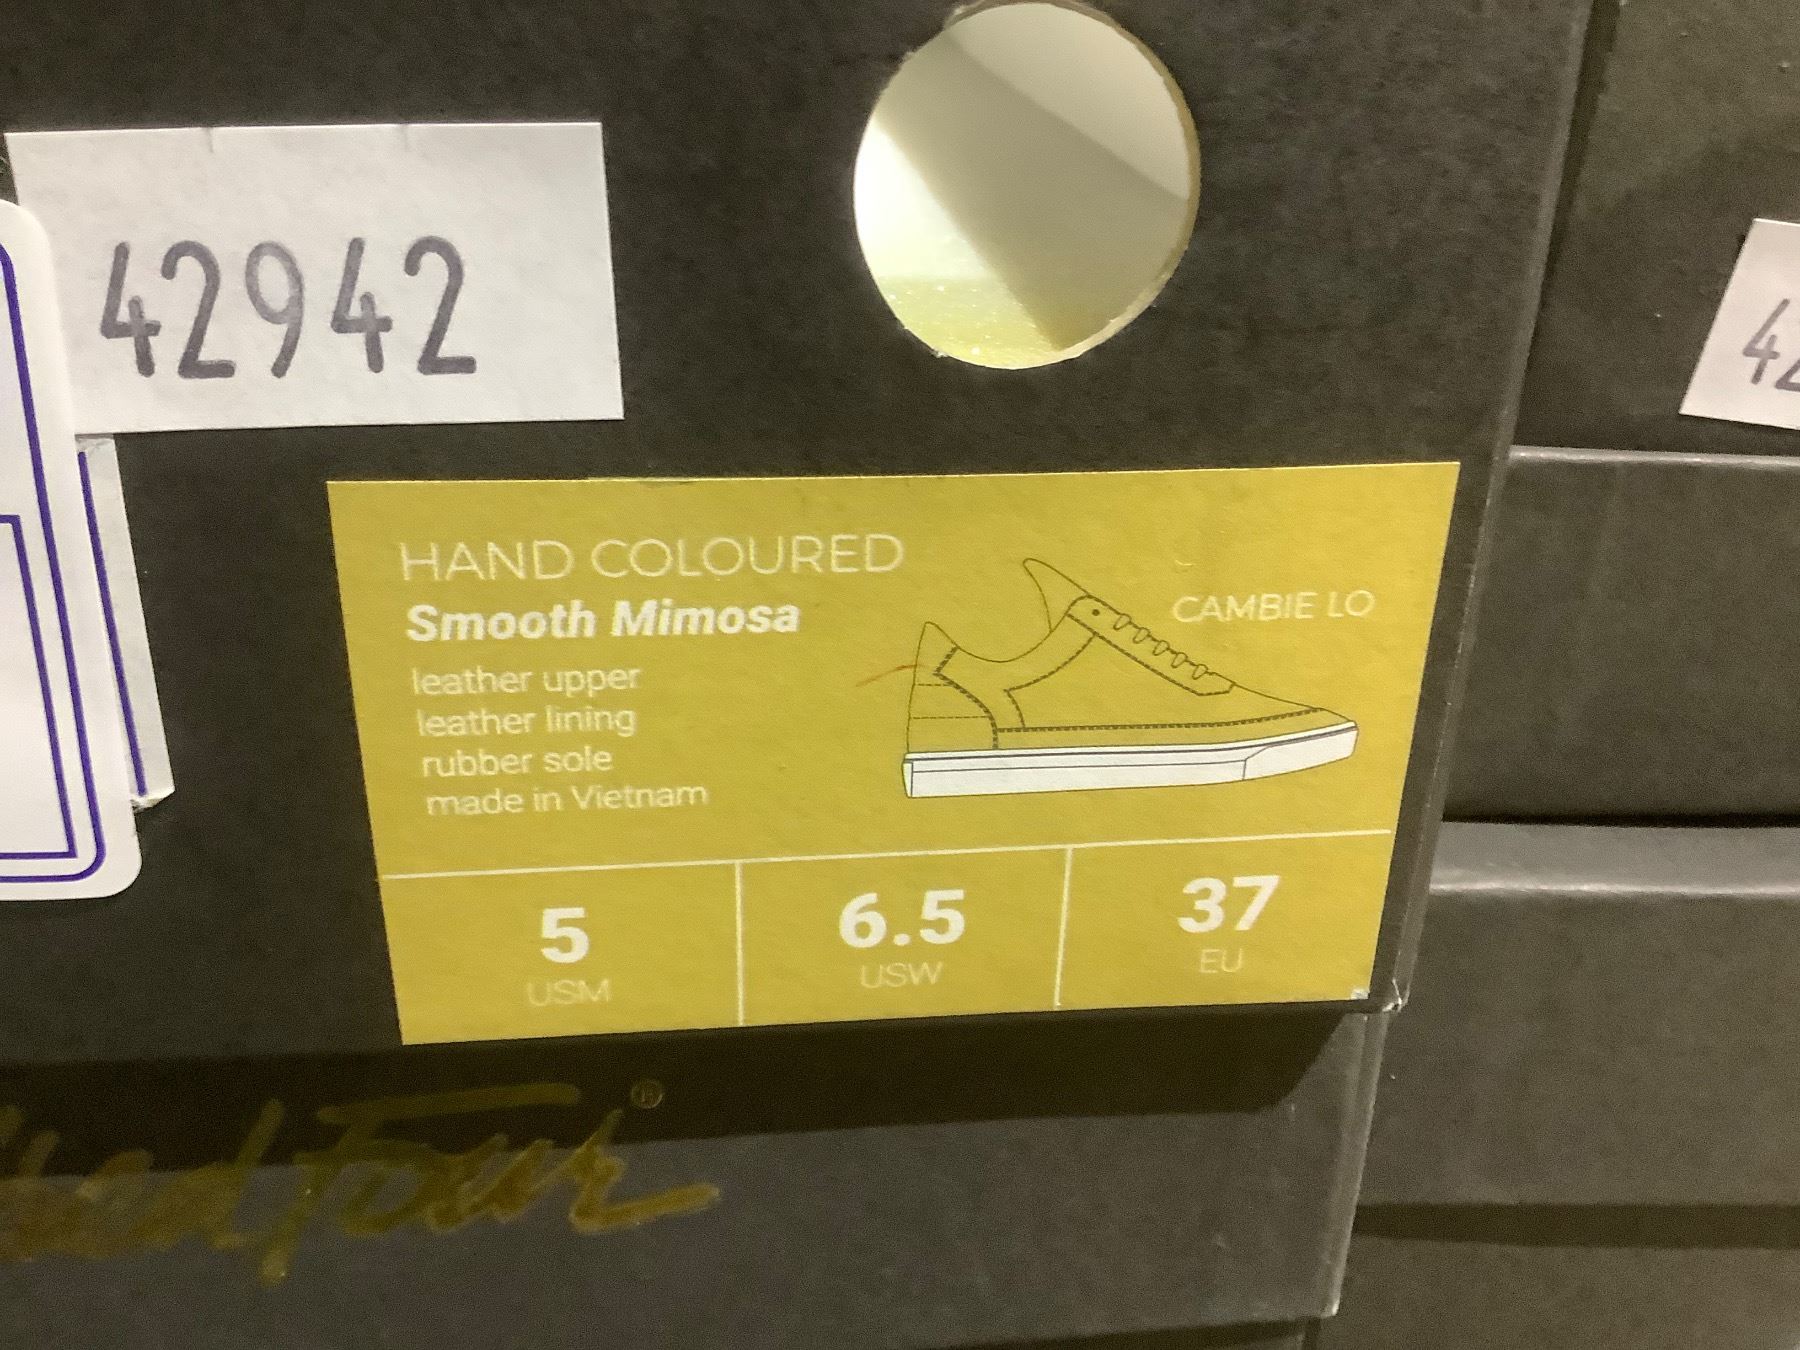 42942
HAND COLOURED
Smooth Mimosa
CAMBIE LO
leather upper
leather lining
rubber sole
made in Vietnam
5
USM
6.5
USW
37
EU
®